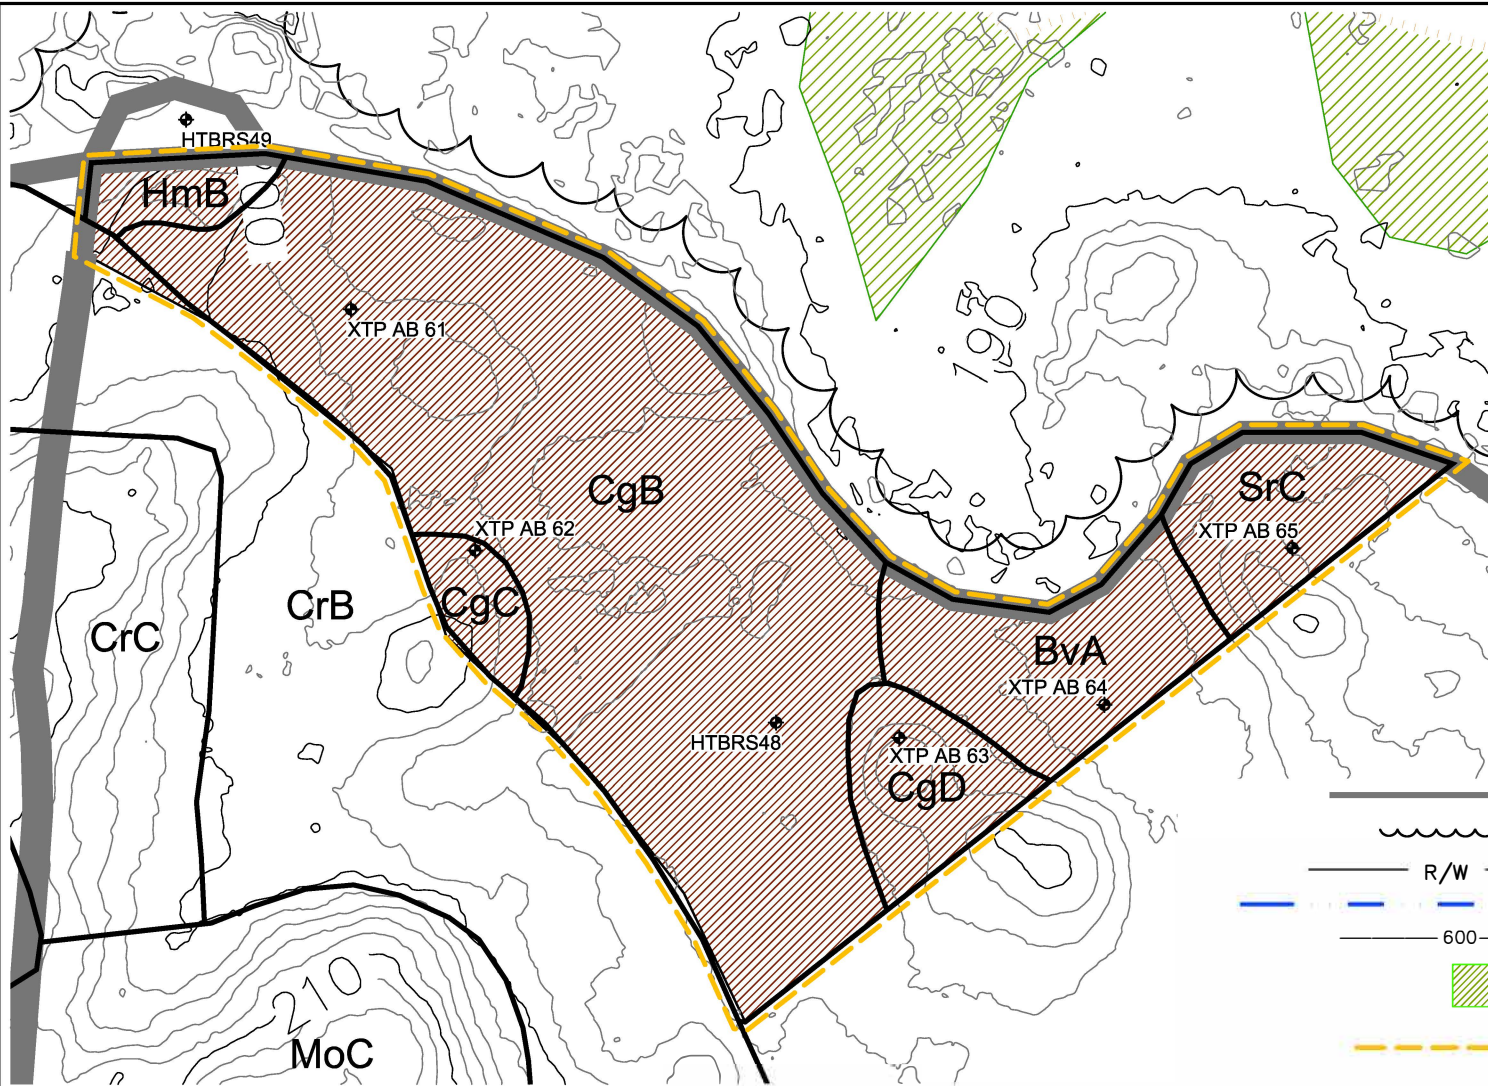 HTBRS49
HmB
XTP AB 61
195
CgB
SrC
XTP AB 62
XTP AB 65
CgC
CrB
CrC
BvA
XTP AB 64
HTBRS48
XTP AB 63
CgD
R/W
600
210
MoC